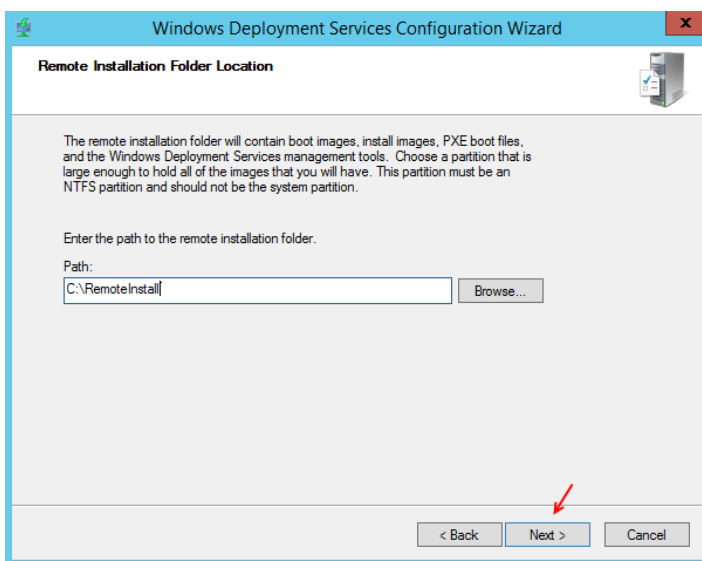 Windows Deployment Services Configuration Wizard
x
Remote Installation Folder Location
The remote installation folder will contain boot images, install images, PXE boot files,
and the Windows Deployment Services management tools. Choose a partition that is
large enough to hold all of the images that you will have. This partition must be an
NTFS partition and should not be the system partition.
Enter the path to the remote installation folder.
Path:
C:\RemoteInstall
Browse...
< Back
Next >
Cancel